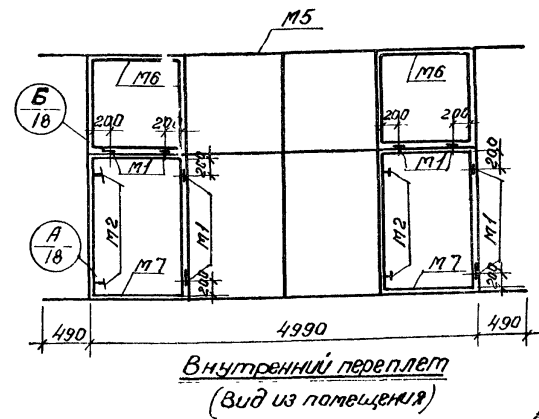 М5
М6
М6
Б
18
200
200
200
200
М1
М1
200
200
М2
М1
М2
М1
А
18
М7
М7
200
200
490
4990
490
Внутренний переплет
(Вид из помещения)